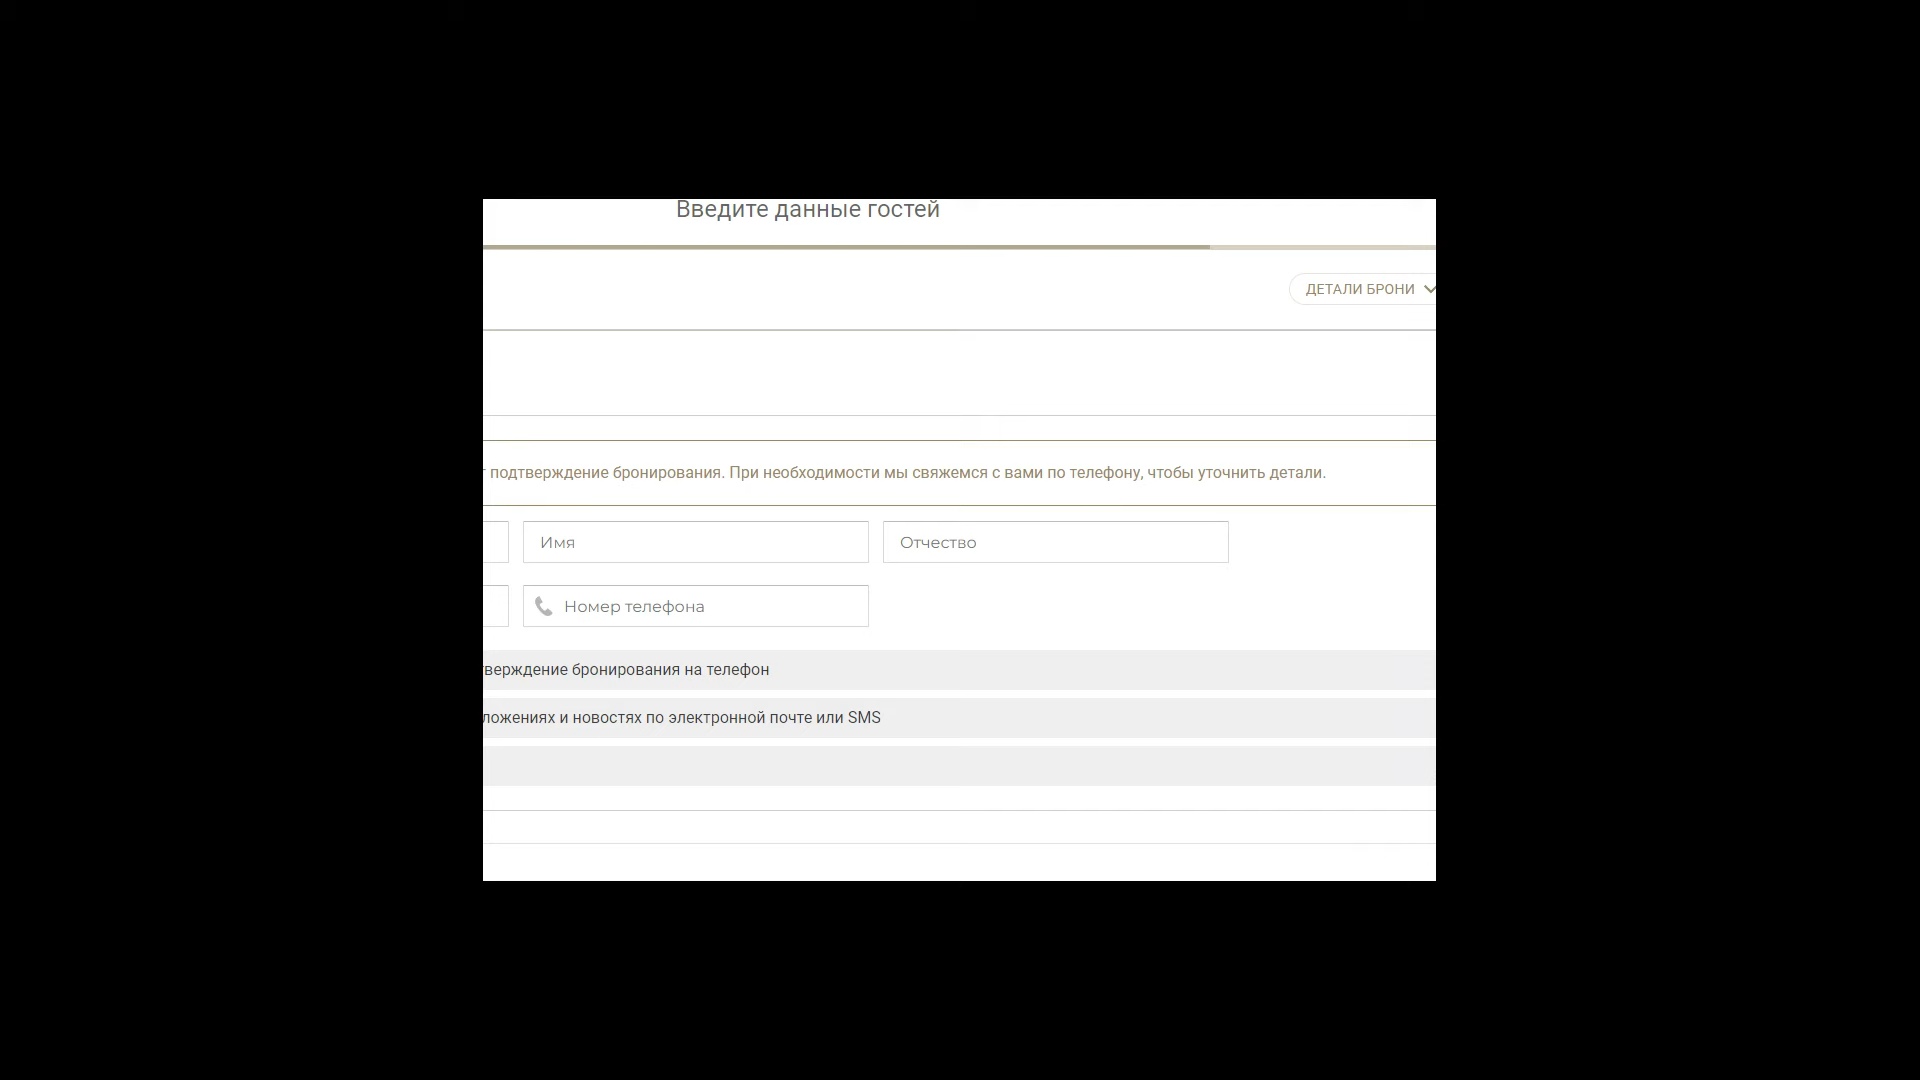 Введите данные гостей
ДЕТАЛИ БРОНИ
подтверждение бронирования. При необходимости мы свяжемся с вами по телефону, чтобы уточнить детали.
Имя
Отчество
Номер телефона
тверждение бронирования на телефон
ложениях и новостях по электронной почте или SMS